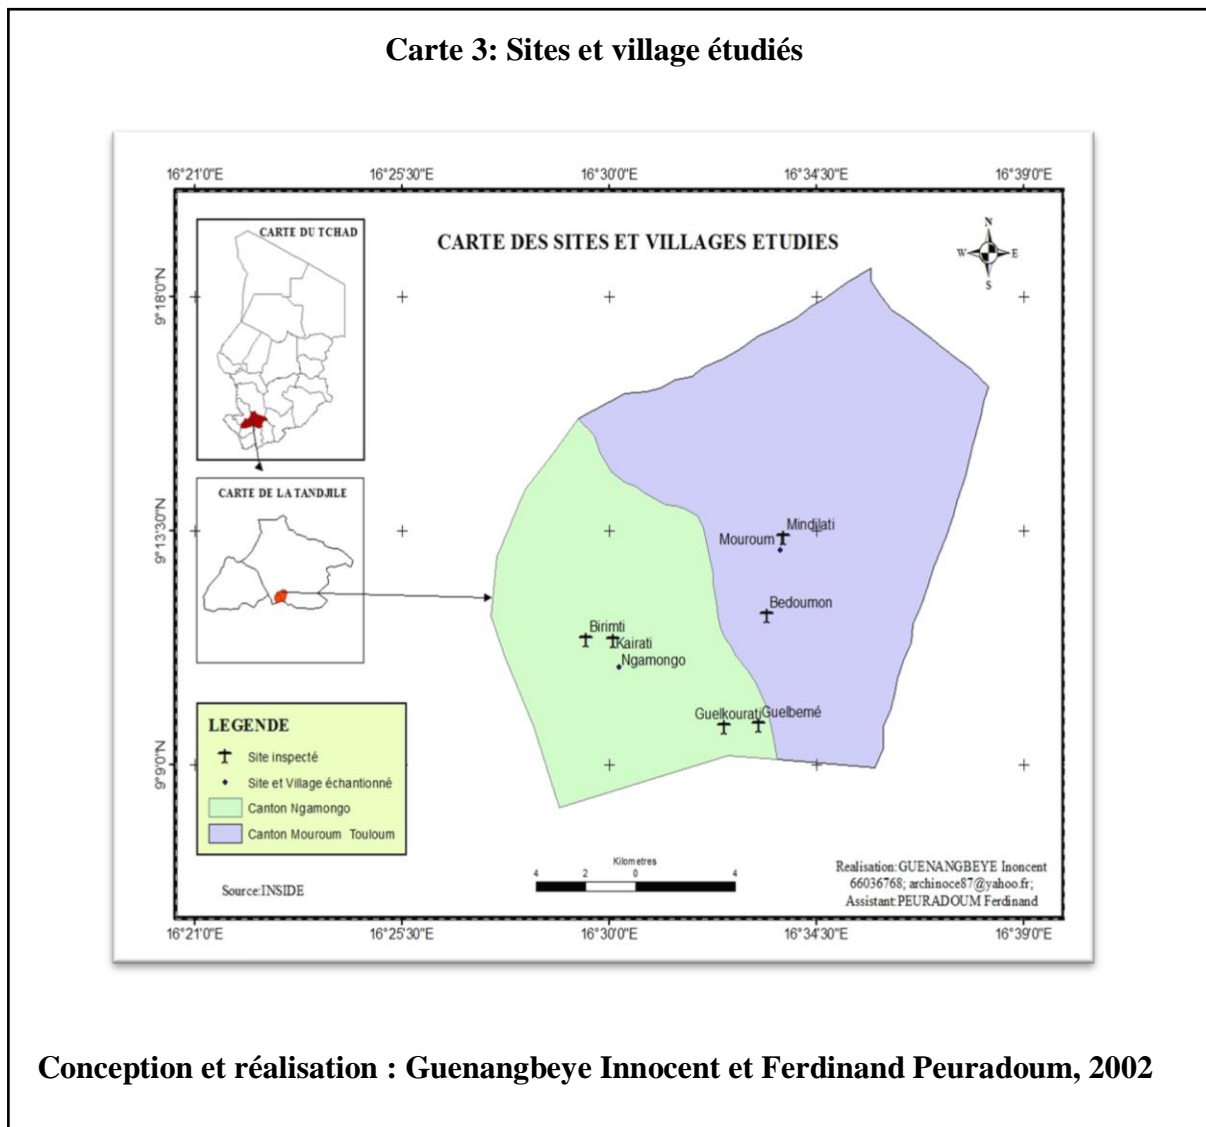 Carte 3: Sites et village étudiés
16°21'0"E 16°25'30"E 16°30'0"E 16°34'30"E 16°39'0"E
CARTE DU TCHAD
CARTE DES SITES ET VILLAGES ETUDIES
N
W E
S
9°18'0"N
CARTE DE LA TANDJILE
9°13'30"N
Mindilati
Mouroum
Bedoumon
Birimti
Kairati
Ngamongo
Guelkourati
Guelbemé
9°9'0"N
LEGENDE
Site inspecté
Site et Village échantionné
Canton Ngamongo
Canton Mouroum Touloum
Source:INSIDE
Kilometres
4 2 0 4
Realisation:GUENANGBEYE Inoncent
66036768; archinoce87@yahoo.fr;
Assistant:PEURADOUM Ferdinand
16°21'0"E 16°25'30"E 16°30'0"E 16°34'30"E 16°39'0"E
Conception et réalisation : Guenangbeye Innocent et Ferdinand Peuradoum, 2002